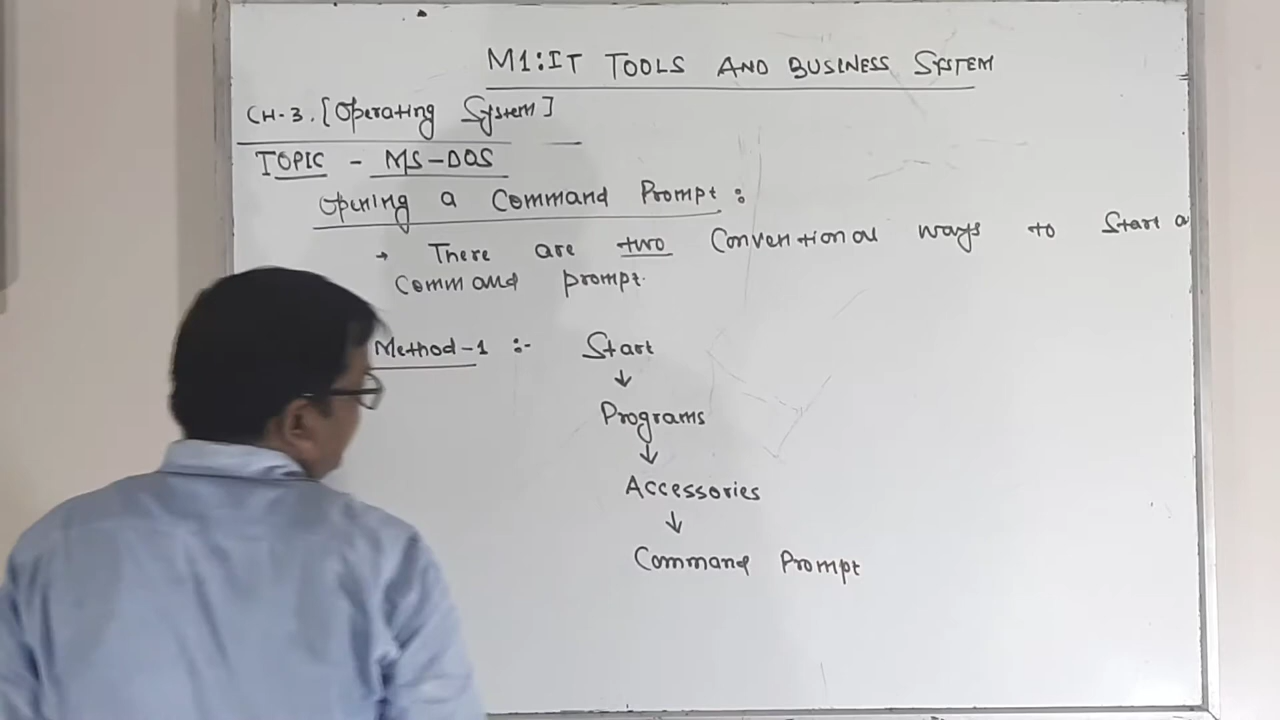 M1:IT TOOLS AND BUSINESS SYSTEM
CH-3. [Operating System]
TOPIC - MS-DOS
Opening a Command Prompt :
→ There are two Conventional ways to Start a
Command prompt.
Method-1 :- Start
↓
Programs
↓
Accessories
↓
Command Prompt